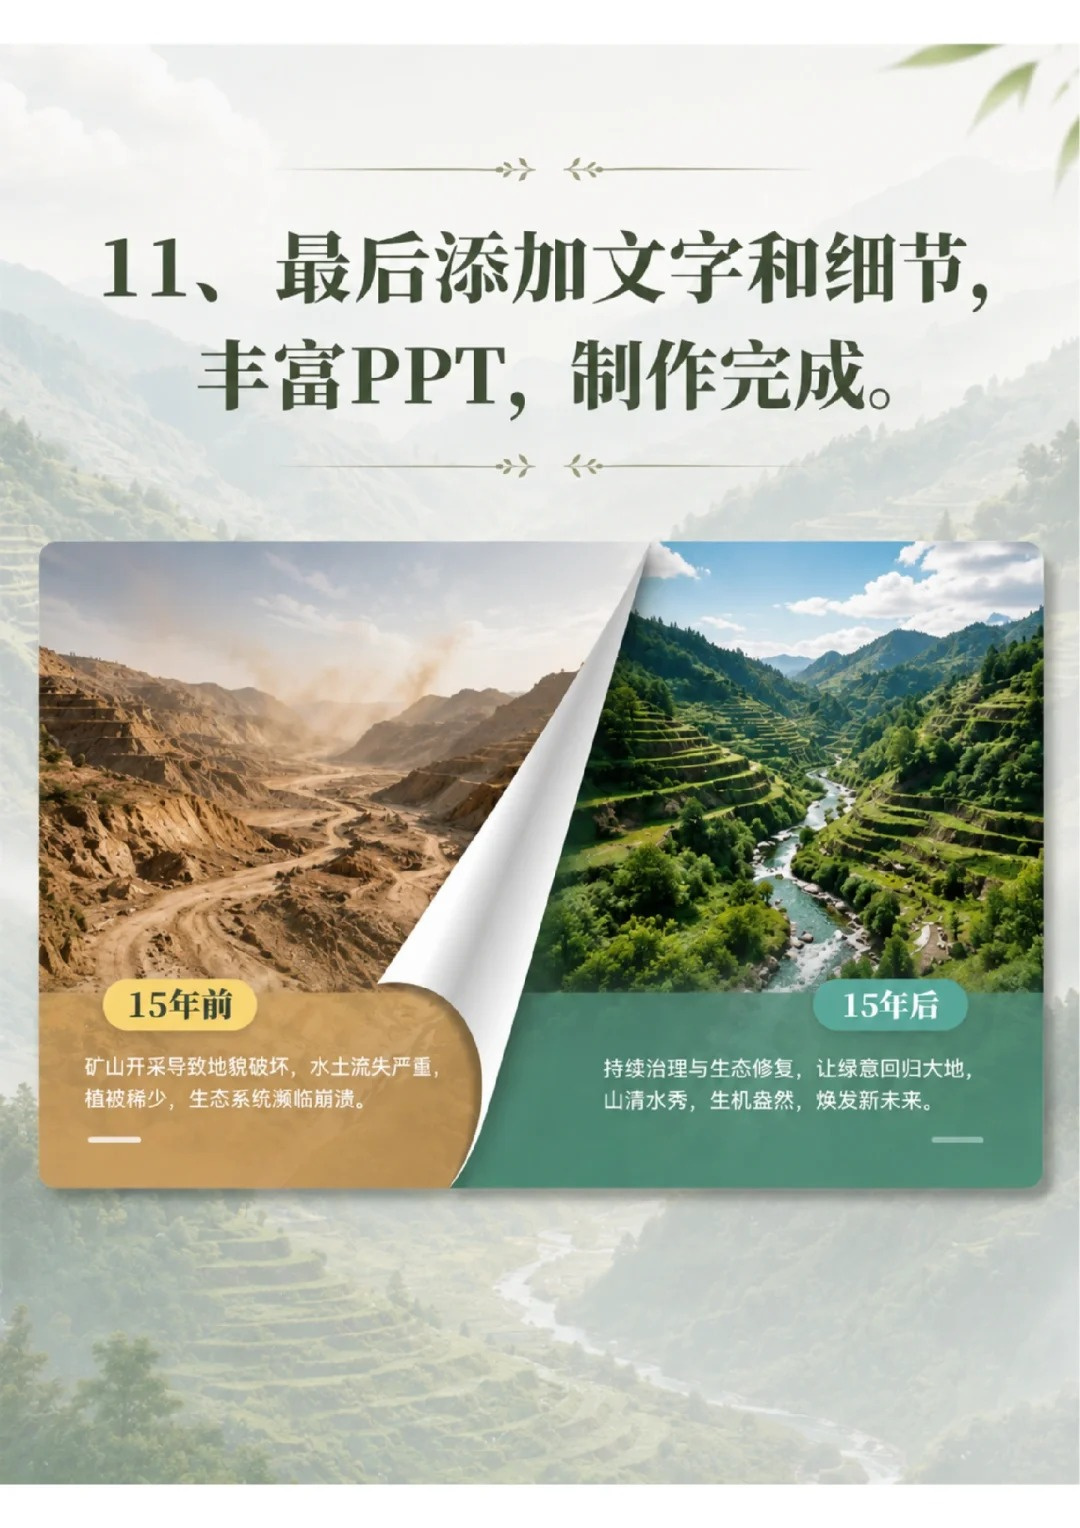 11、最后添加文字和细节,
丰富PPT，制作完成。
15年前
矿山开采导致地貌破坏，水土流失严重，
植被稀少，生态系统濒临崩溃。
15年后
持续治理与生态修复，让绿意回归大地，
山清水秀，生机盎然，焕发新未来。